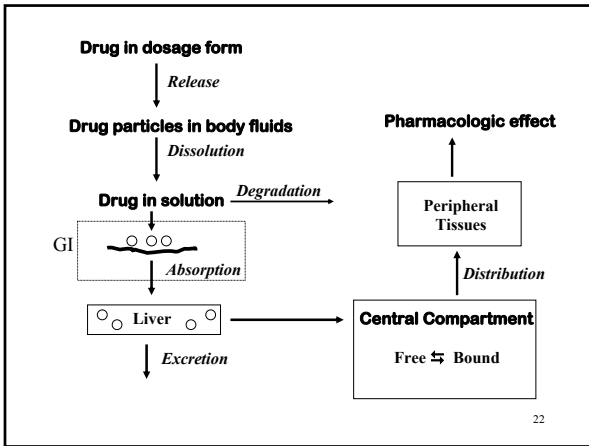 Drug in dosage form
Release
Drug particles in body fluids
Dissolution
Drug in solution
Degradation
GI
Absorption
Liver
Excretion
Pharmacologic effect
Peripheral
Tissues
Distribution
Central Compartment
Free ⇆ Bound
22